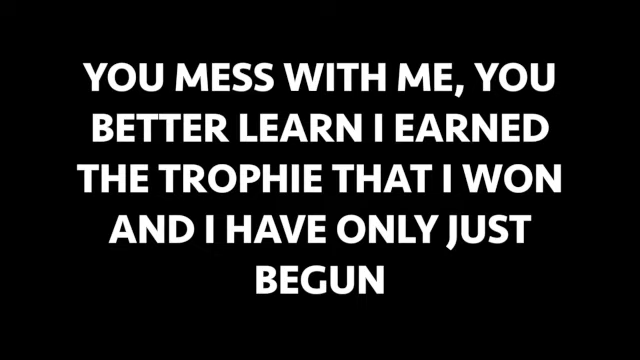 YOU MESS WITH ME, YOU
BETTER LEARN I EARNED
THE TROPHIE THAT I WON
AND I HAVE ONLY JUST
BEGUN